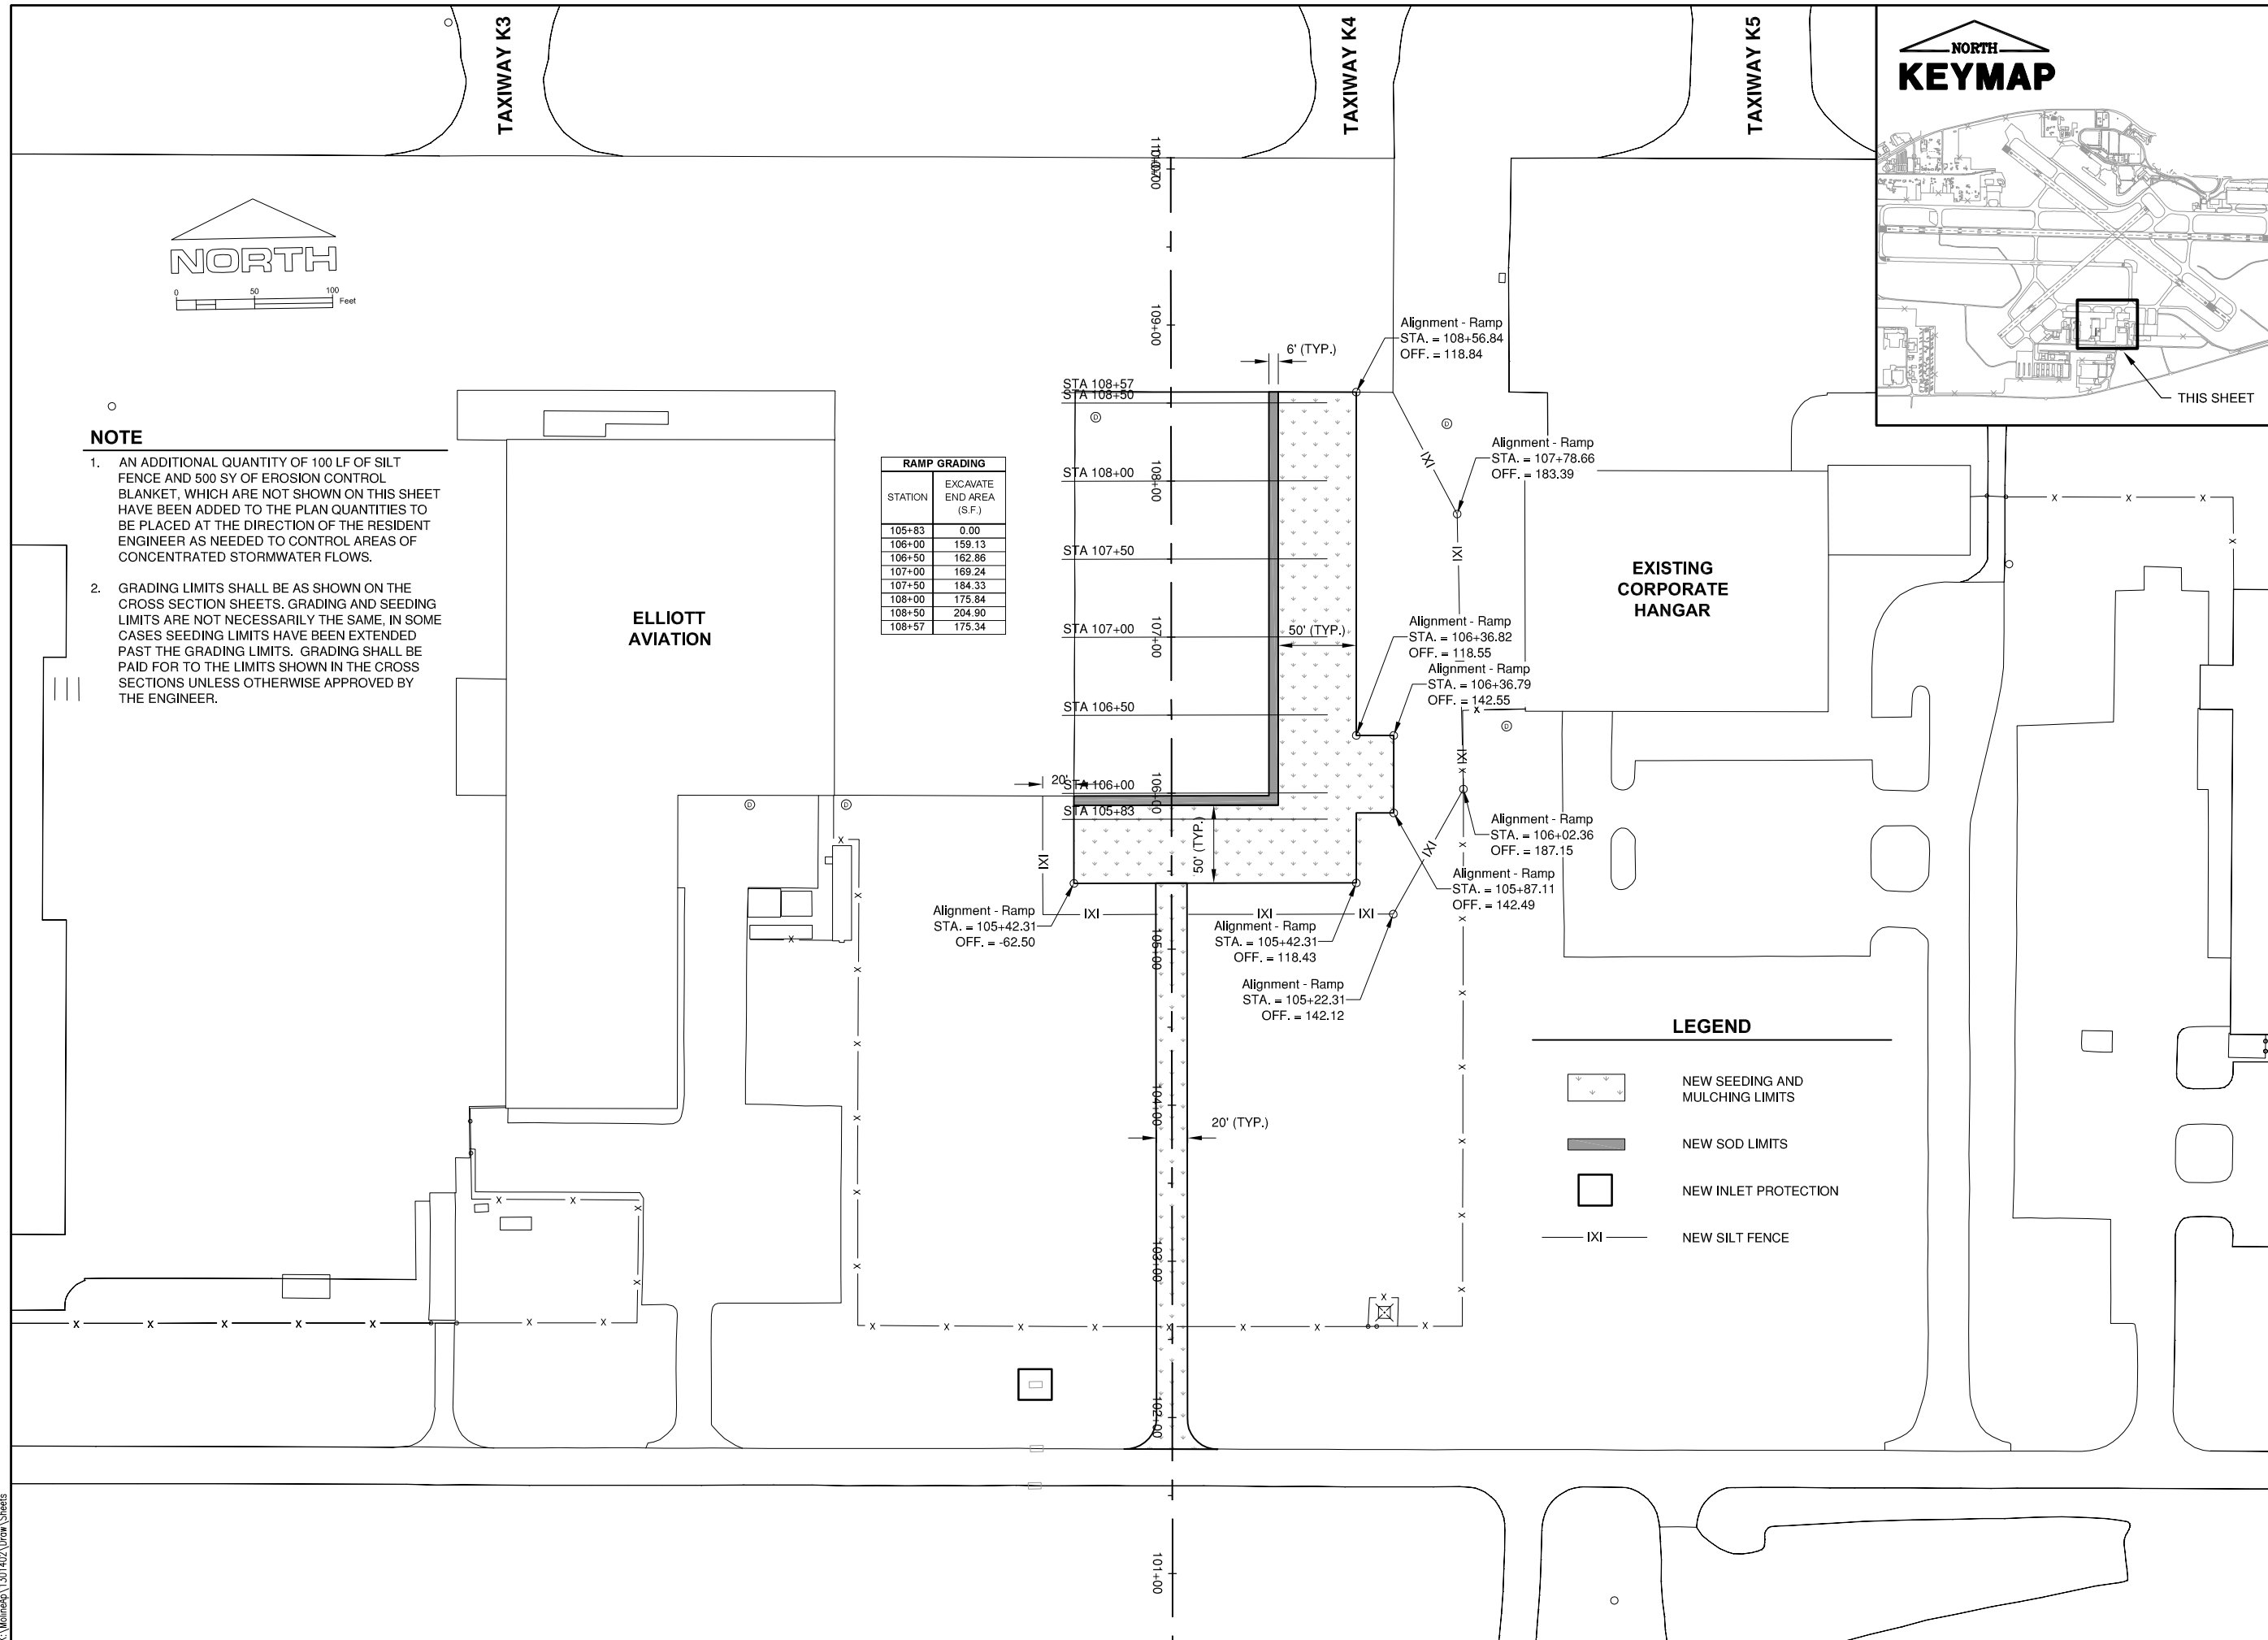 TAXIWAY K3
TAXIWAY K4
TAXIWAY K5
NORTH
KEYMAP
THIS SHEET
NORTH
0 50 100
Feet
NOTE
1. AN ADDITIONAL QUANTITY OF 100 LF OF SILT
FENCE AND 500 SY OF EROSION CONTROL
BLANKET, WHICH ARE NOT SHOWN ON THIS SHEET
HAVE BEEN ADDED TO THE PLAN QUANTITIES TO
BE PLACED AT THE DIRECTION OF THE RESIDENT
ENGINEER AS NEEDED TO CONTROL AREAS OF
CONCENTRATED STORMWATER FLOWS.
2. GRADING LIMITS SHALL BE AS SHOWN ON THE
CROSS SECTION SHEETS. GRADING AND SEEDING
LIMITS ARE NOT NECESSARILY THE SAME, IN SOME
CASES SEEDING LIMITS HAVE BEEN EXTENDED
PAST THE GRADING LIMITS. GRADING SHALL BE
PAID FOR TO THE LIMITS SHOWN IN THE CROSS
SECTIONS UNLESS OTHERWISE APPROVED BY
THE ENGINEER.
ELLIOTT
AVIATION
RAMP GRADING
STATION EXCAVATE
END AREA
(S.F.)
105+83 0.00
106+00 159.13
106+50 162.86
107+00 169.24
107+50 184.33
108+00 175.84
108+50 204.90
108+57 175.34
109+00
108+00
107+00
106+00
105+00
104+00
103+00
102+00
101+00
STA 108+57
STA 108+50
STA 108+00
STA 107+50
STA 107+00
STA 106+50
STA 106+00
STA 105+83
20'
6' (TYP.)
50' (TYP.)
50' (TYP.)
20' (TYP.)
Alignment - Ramp
STA. = 108+56.84
OFF. = 118.84
Alignment - Ramp
STA. = 107+78.66
OFF. = 183.39
Alignment - Ramp
STA. = 106+36.82
OFF. = 118.55
Alignment - Ramp
STA. = 106+36.79
OFF. = 142.55
Alignment - Ramp
STA. = 106+02.36
OFF. = 187.15
Alignment - Ramp
STA. = 105+87.11
OFF. = 142.49
Alignment - Ramp
STA. = 105+42.31
OFF. = -62.50
Alignment - Ramp
STA. = 105+42.31
OFF. = 118.43
Alignment - Ramp
STA. = 105+22.31
OFF. = 142.12
EXISTING
CORPORATE
HANGAR
LEGEND
NEW SEEDING AND
MULCHING LIMITS
NEW SOD LIMITS
NEW INLET PROTECTION
IXI NEW SILT FENCE